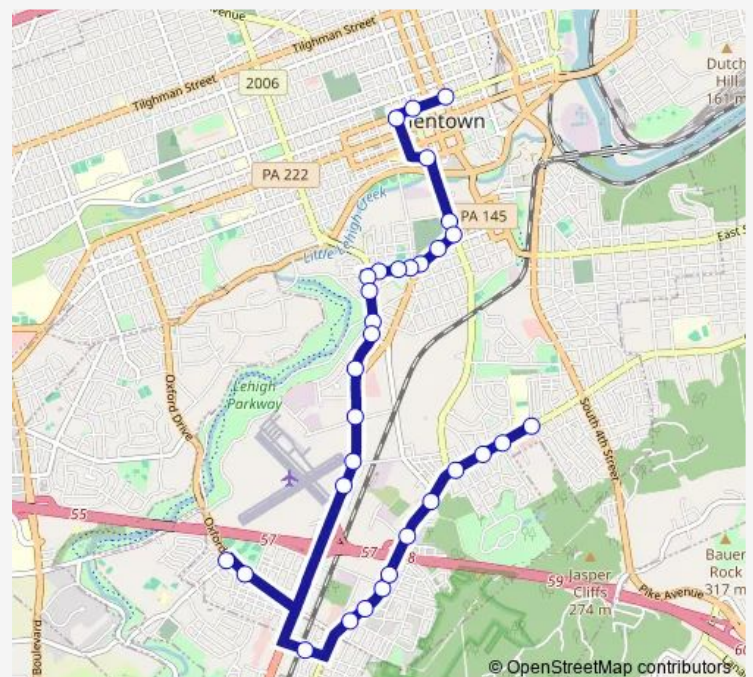 Avenue
Tilghman Street
Dutch
Hill
161 m
2006
Tilghman Street
lentown
PA 222
PA 145
Little Lehigh Creek
East S
Oxford Drive
Lehigh
Parkway
South 4th Street
55
57
57
8
Oxford
59
Jasper
Cliffs
274 m
Pike Avenue
Bauer
Rock
317 m
60
Boulevard
© OpenStreetMap contributors